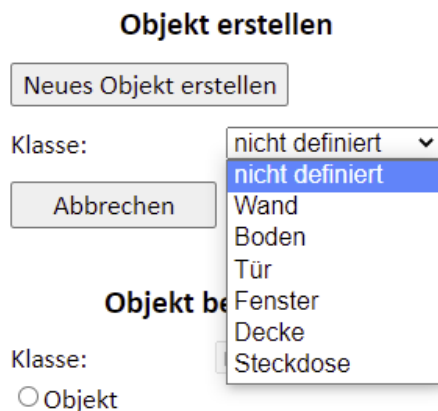 Objekt erstellen
Neues Objekt erstellen
Klasse: nicht definiert
nicht definiert
Abbrechen
Wand
Boden
Tür
Fenster
Objekt
Decke
Klasse:
Steckdose
Objekt